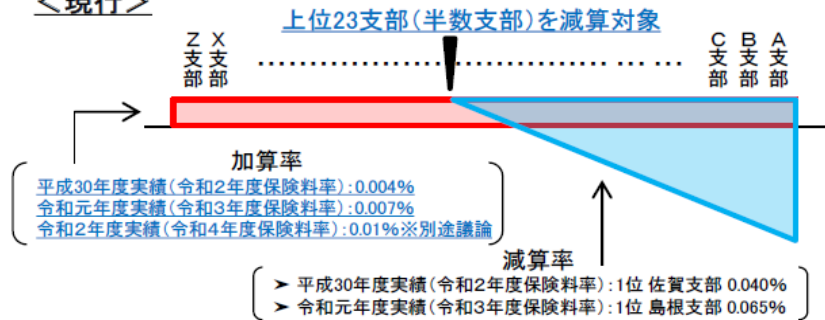 ＜現行＞
上位23支部(半数支部)を減算対象
Z支部 X支部 ‥‥‥‥‥‥‥‥‥‥‥‥‥‥‥ … … C支部 B支部 A支部
加算率
平成30年度実績(令和2年度保険料率):0.004%
令和元年度実績(令和3年度保険料率):0.007%
令和2年度実績(令和4年度保険料率):0.01%※別途議論
減算率
➤ 平成30年度実績(令和2年度保険料率):1位 佐賀支部 0.040%
➤ 令和元年度実績(令和3年度保険料率):1位 島根支部 0.065%